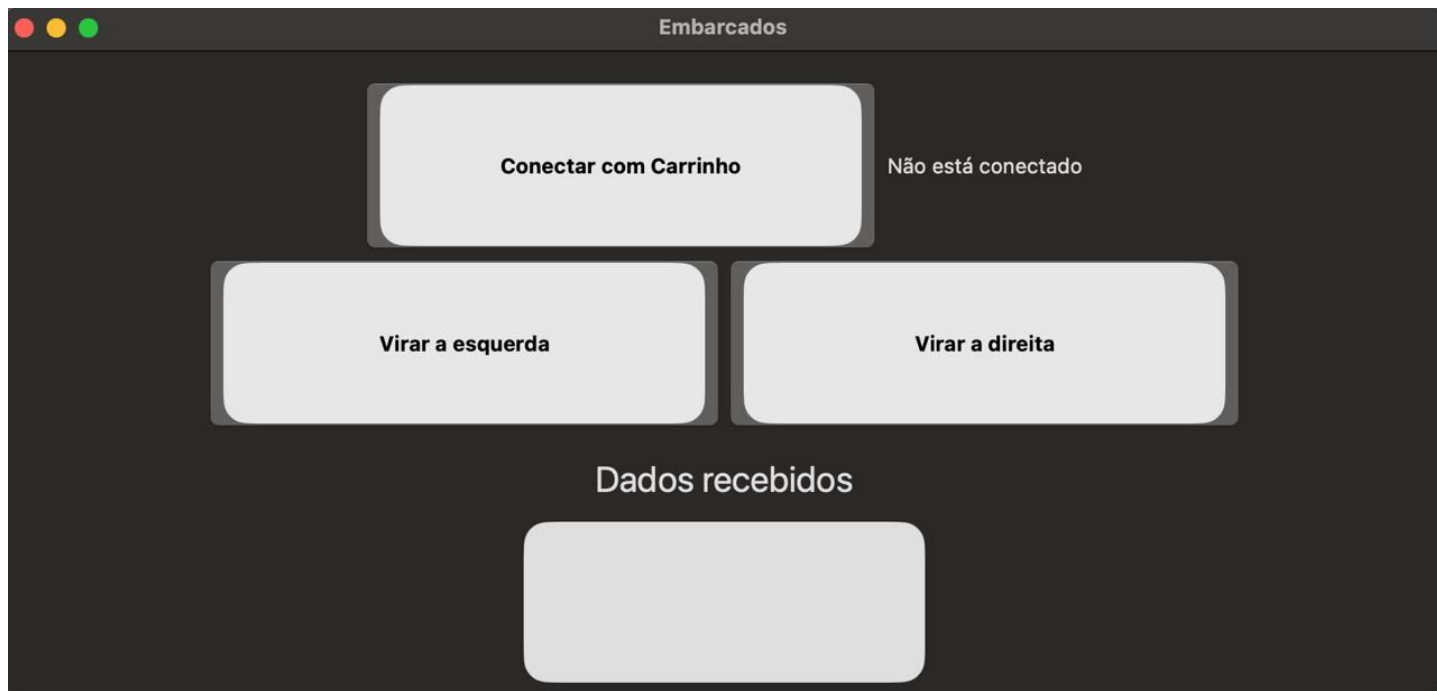 Embarcados
Conectar com Carrinho
Não está conectado
Virar a esquerda
Virar a direita
Dados recebidos